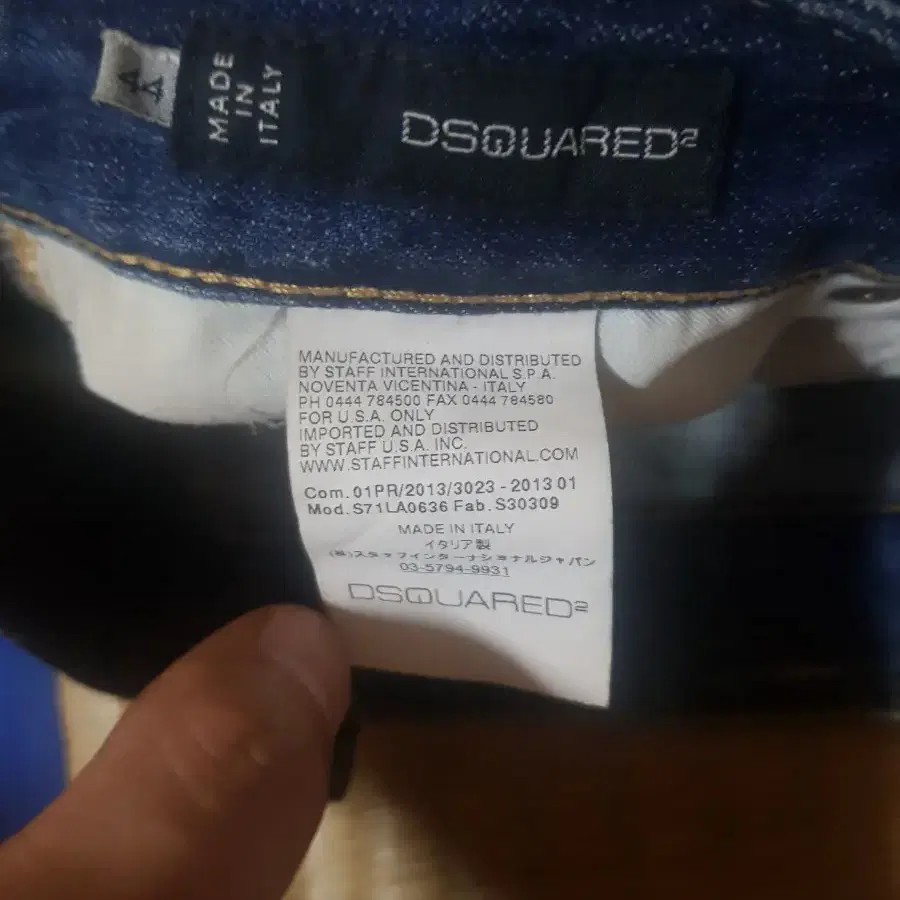 44
MADE
IN
ITALY
DSQUARED2
MANUFACTURED AND DISTRIBUTED
BY STAFF INTERNATIONAL S.P.A.
NOVENTA VICENTINA - ITALY
PH 0444 784500 FAX 0444 784580
FOR U.S.A. ONLY
IMPORTED AND DISTRIBUTED
BY STAFF U.S.A. INC.
WWW.STAFFINTERNATIONAL.COM
Com.01PR/2013/3023 - 2013 01
Mod.S71LA0636 Fab.S30309
MADE IN ITALY
イタリア製
(株)スタッフインターナショナルジャパン
03-5794-9931
DSQUARED2